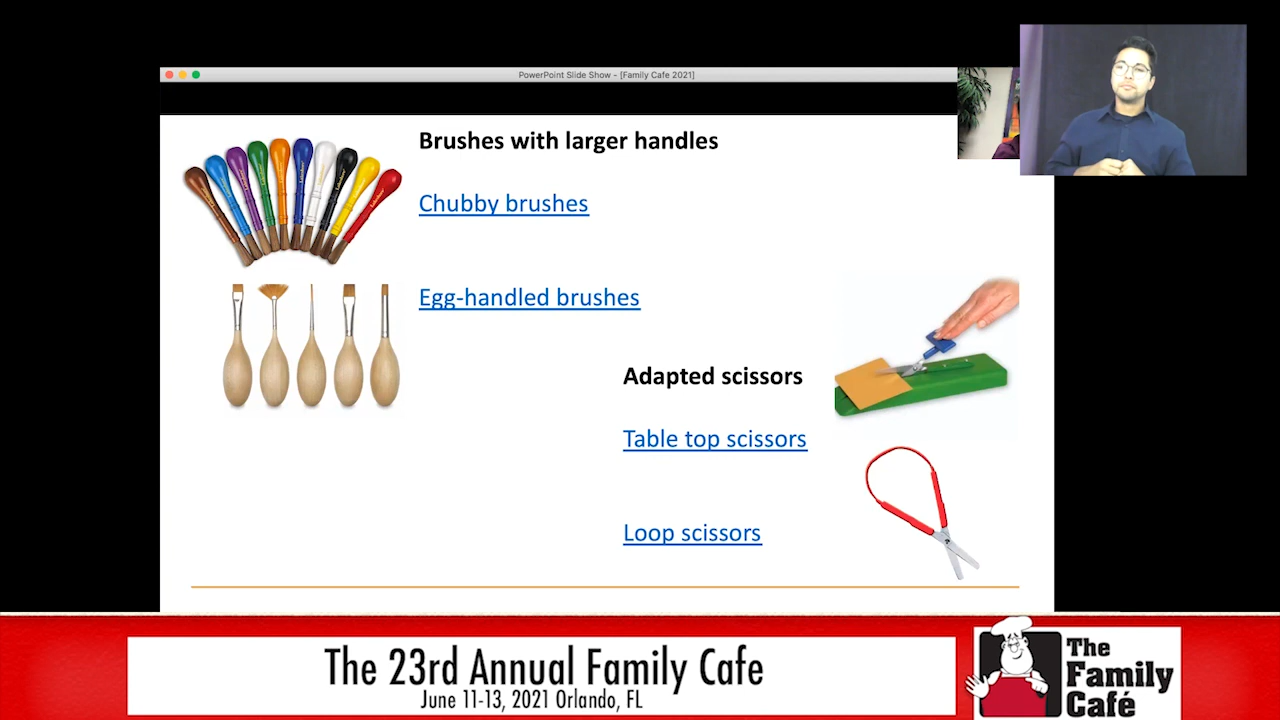 PowerPoint Slide Show - [Family Cafe 2021]
Brushes with larger handles
Chubby brushes
Egg-handled brushes
Adapted scissors
Table top scissors
Loop scissors
The 23rd Annual Family Cafe
June 11-13, 2021 Orlando, FL
The
Family
Café